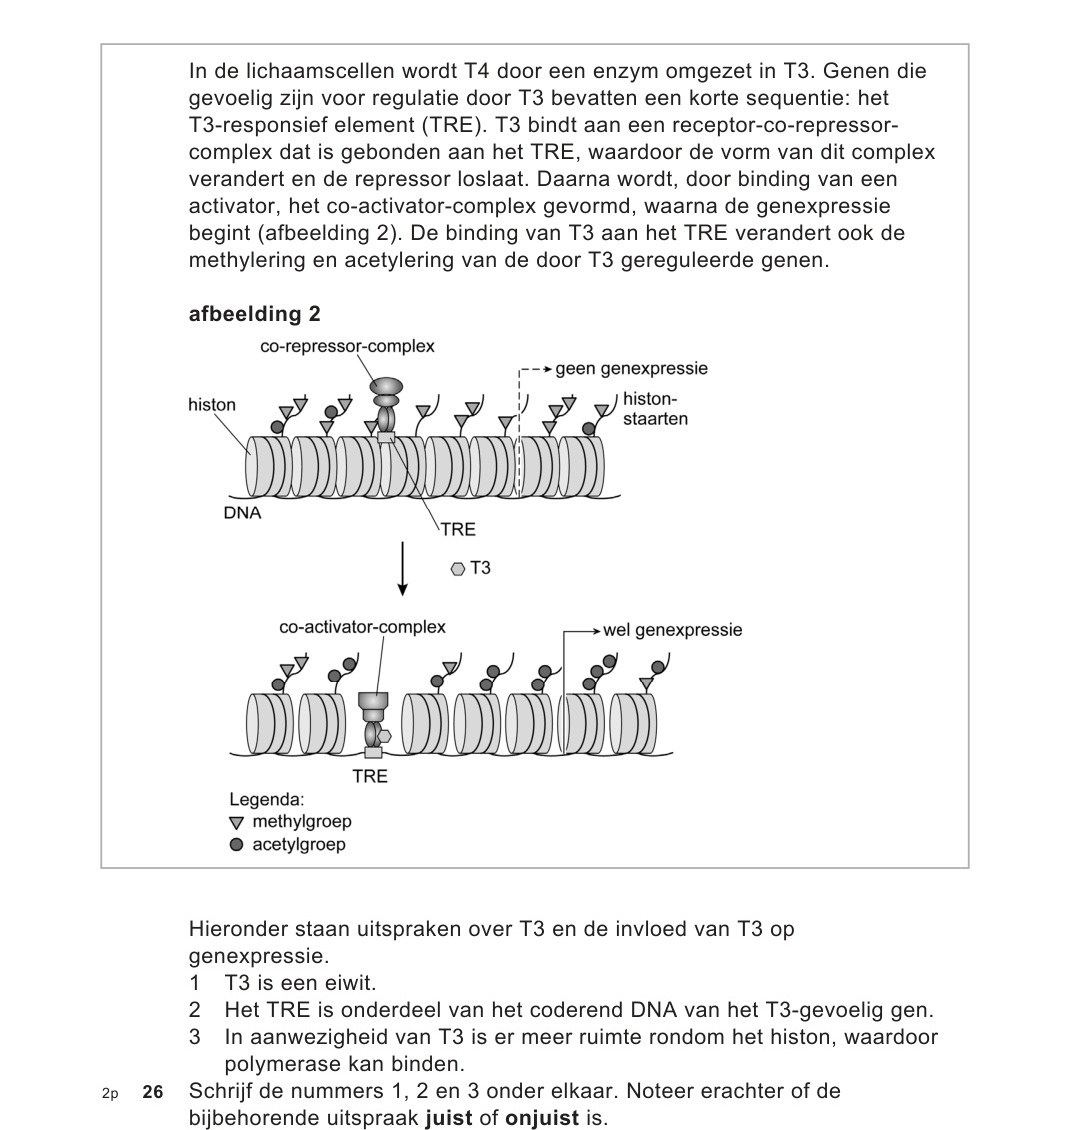 In de lichaamscellen wordt T4 door een enzym omgezet in T3. Genen die
gevoelig zijn voor regulatie door T3 bevatten een korte sequentie: het
T3-responsief element (TRE). T3 bindt aan een receptor-co-repressor-
complex dat is gebonden aan het TRE, waardoor de vorm van dit complex
verandert en de repressor loslaat. Daarna wordt, door binding van een
activator, het co-activator-complex gevormd, waarna de genexpressie
begint (afbeelding 2). De binding van T3 aan het TRE verandert ook de
methylering en acetylering van de door T3 gereguleerde genen.
afbeelding 2
co-repressor-complex
geen genexpressie
histon
histon-
staarten
DNA
TRE
T3
co-activator-complex
wel genexpressie
TRE
Legenda:
methylgroep
acetylgroep
Hieronder staan uitspraken over T3 en de invloed van T3 op
genexpressie.
1 T3 is een eiwit.
2 Het TRE is onderdeel van het coderend DNA van het T3-gevoelig gen.
3 In aanwezigheid van T3 is er meer ruimte rondom het histon, waardoor
polymerase kan binden.
2p 26 Schrijf de nummers 1, 2 en 3 onder elkaar. Noteer erachter of de
bijbehorende uitspraak juist of onjuist is.